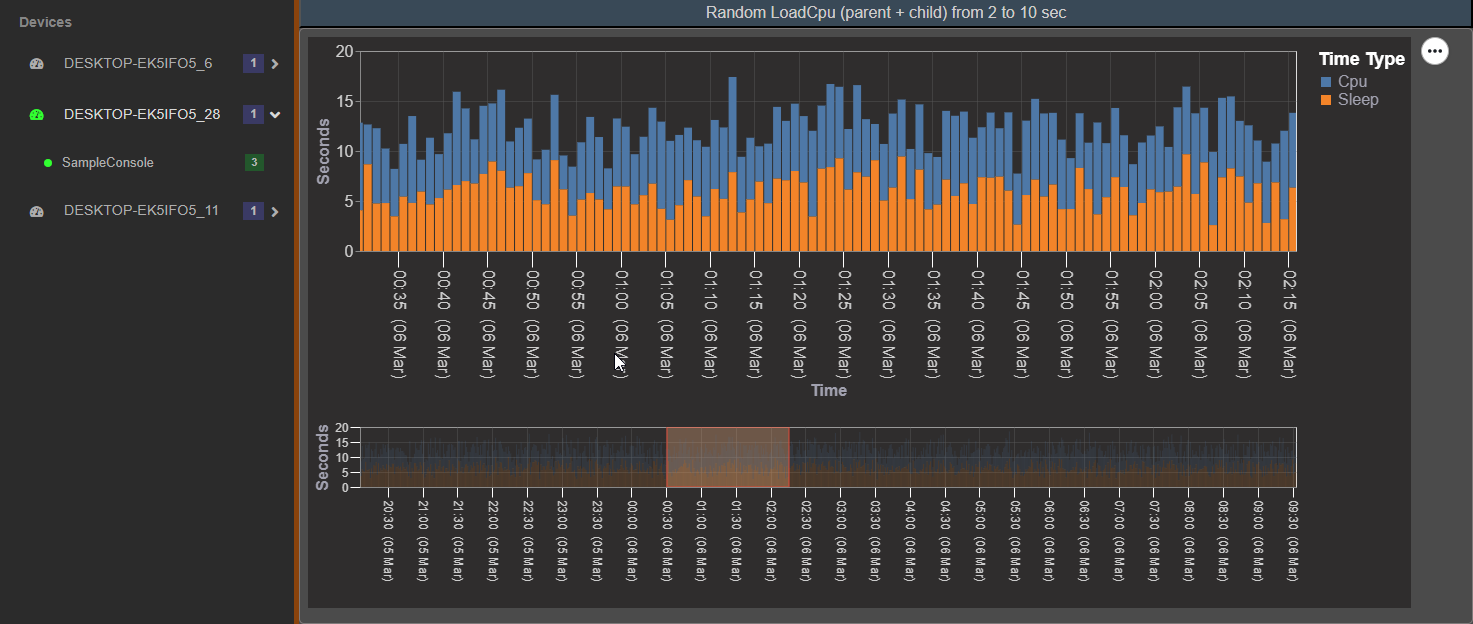 Devices
DESKTOP-EK5IFO5_6 1
DESKTOP-EK5IFO5_28 1
SampleConsole 3
DESKTOP-EK5IFO5_11 1
Random LoadCpu (parent + child) from 2 to 10 sec
Time Type
Cpu
Sleep
Seconds
20
15
10
5
0
00:35 (06 Mar)
00:40 (06 Mar)
00:45 (06 Mar)
00:50 (06 Mar)
00:55 (06 Mar)
01:00 (06 Mar)
01:05 (06 Mar)
01:10 (06 Mar)
01:15 (06 Mar)
01:20 (06 Mar)
01:25 (06 Mar)
01:30 (06 Mar)
01:35 (06 Mar)
01:40 (06 Mar)
01:45 (06 Mar)
01:50 (06 Mar)
01:55 (06 Mar)
02:00 (06 Mar)
02:05 (06 Mar)
02:10 (06 Mar)
02:15 (06 Mar)
Time
Seconds
20
15
10
5
0
20:30 (05 Mar)
21:00 (05 Mar)
21:30 (05 Mar)
22:00 (05 Mar)
22:30 (05 Mar)
23:00 (05 Mar)
23:30 (05 Mar)
00:00 (06 Mar)
00:30 (06 Mar)
01:00 (06 Mar)
01:30 (06 Mar)
02:00 (06 Mar)
02:30 (06 Mar)
03:00 (06 Mar)
03:30 (06 Mar)
04:00 (06 Mar)
04:30 (06 Mar)
05:00 (06 Mar)
05:30 (06 Mar)
06:00 (06 Mar)
06:30 (06 Mar)
07:00 (06 Mar)
07:30 (06 Mar)
08:00 (06 Mar)
08:30 (06 Mar)
09:00 (06 Mar)
09:30 (06 Mar)